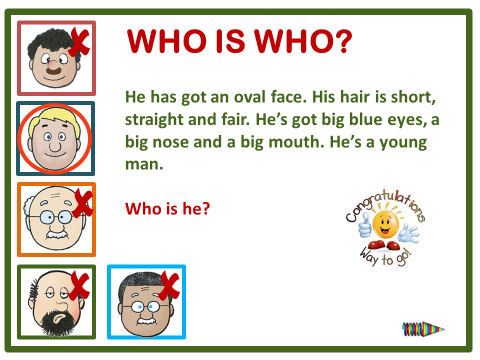 WHO IS WHO?
He has got an oval face. His hair is short,
straight and fair. He's got big blue eyes, a
big nose and a big mouth. He's a young
man.
Who is he?
Congratulations
Way to go!